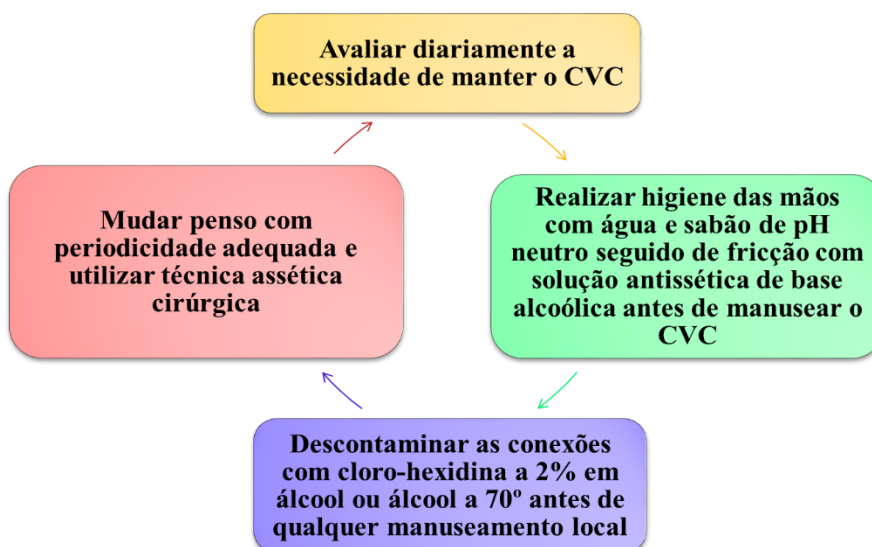 Avaliar diariamente a
necessidade de manter o CVC
Realizar higiene das mãos
com água e sabão de pH
neutro seguido de fricção com
solução antissética de base
alcoólica antes de manusear o
CVC
Descontaminar as conexões
com cloro-hexidina a 2% em
álcool ou álcool a 70º antes de
qualquer manuseamento local
Mudar penso com
periodicidade adequada e
utilizar técnica assética
cirúrgica